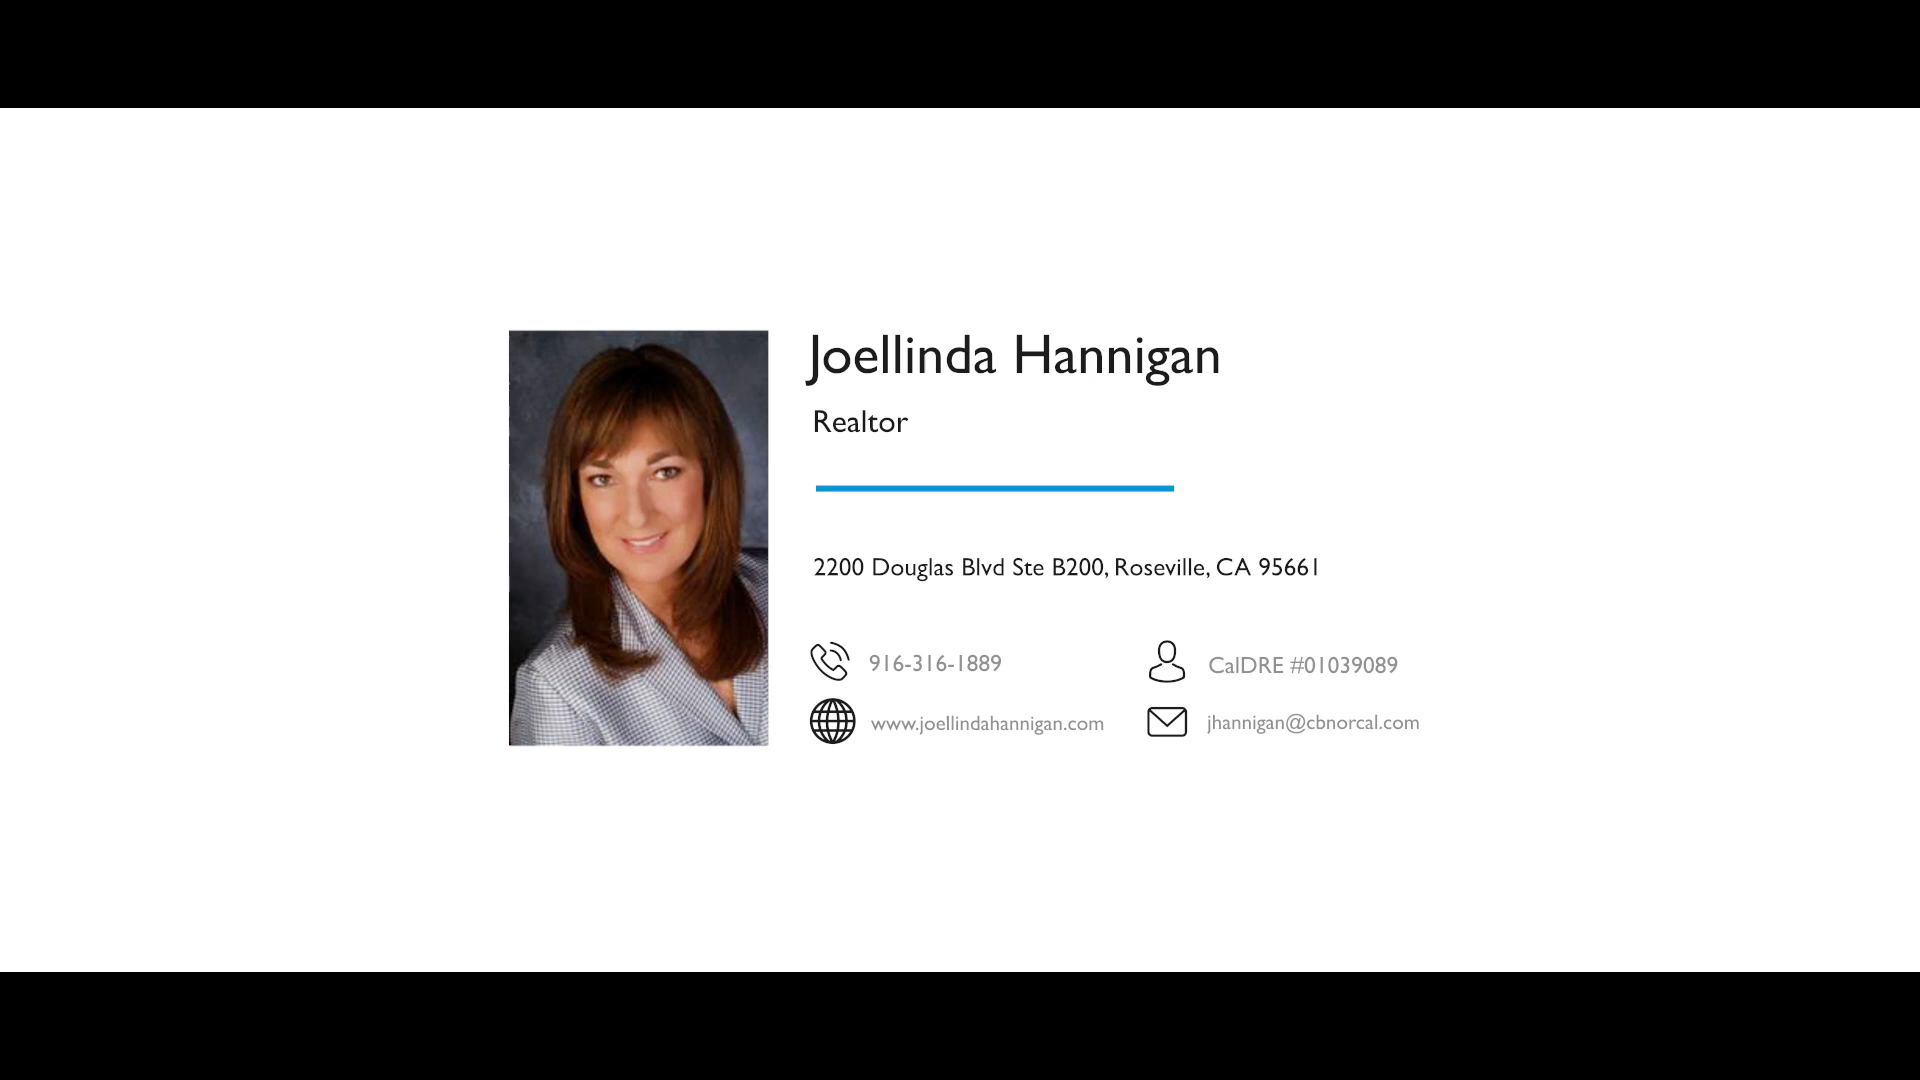 Joellinda Hannigan
Realtor
2200 Douglas Blvd Ste B200, Roseville, CA 95661
916-316-1889
CalDRE #01039089
www.joellindahannigan.com
jhannigan@cbnorcal.com